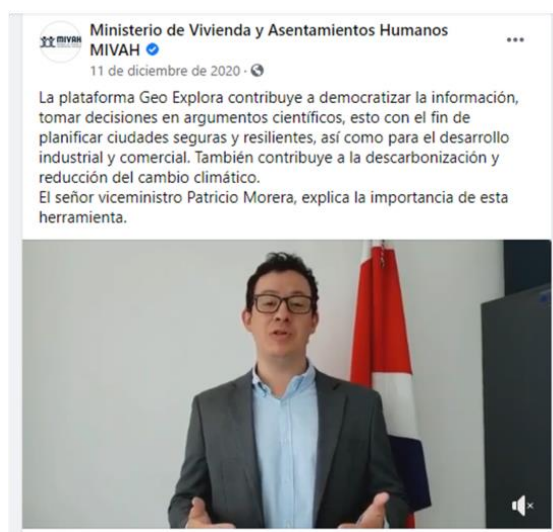 Ministerio de Vivienda y Asentamientos Humanos
MIVAH
MIVAH
11 de diciembre de 2020 ·
La plataforma Geo Explora contribuye a democratizar la información,
tomar decisiones en argumentos científicos, esto con el fin de
planificar ciudades seguras y resilientes, así como para el desarrollo
industrial y comercial. También contribuye a la descarbonización y
reducción del cambio climático.
El señor viceministro Patricio Morera, explica la importancia de esta
herramienta.